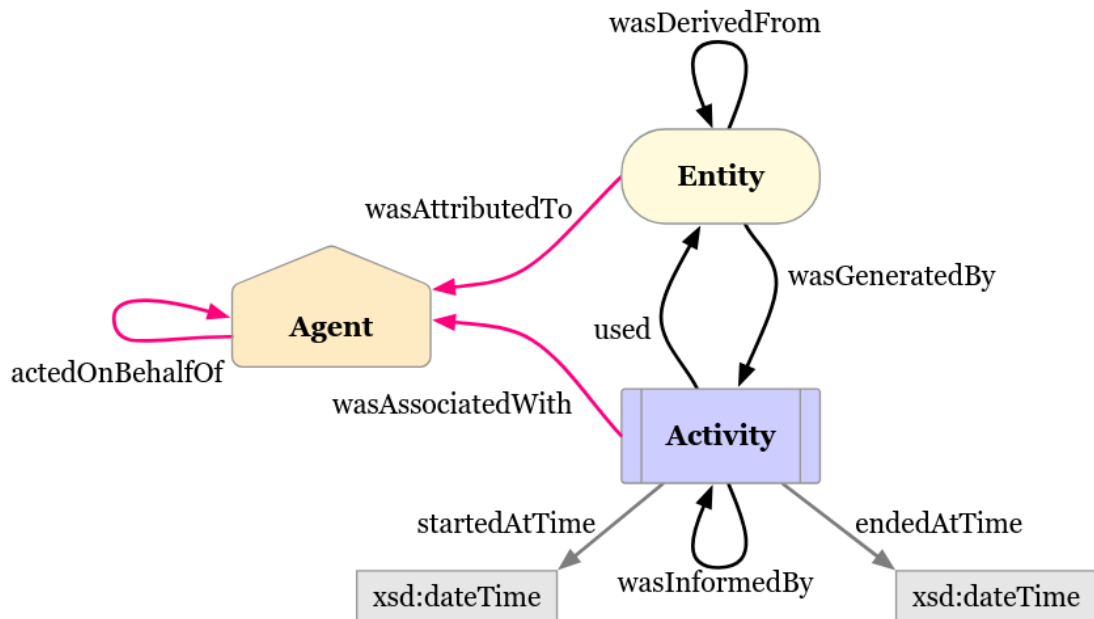 wasDerivedFrom
Entity
wasAttributedTo
wasGeneratedBy
Agent
used
actedOnBehalfOf
wasAssociatedWith
Activity
startedAtTime
endedAtTime
wasInformedBy
xsd:dateTime
xsd:dateTime